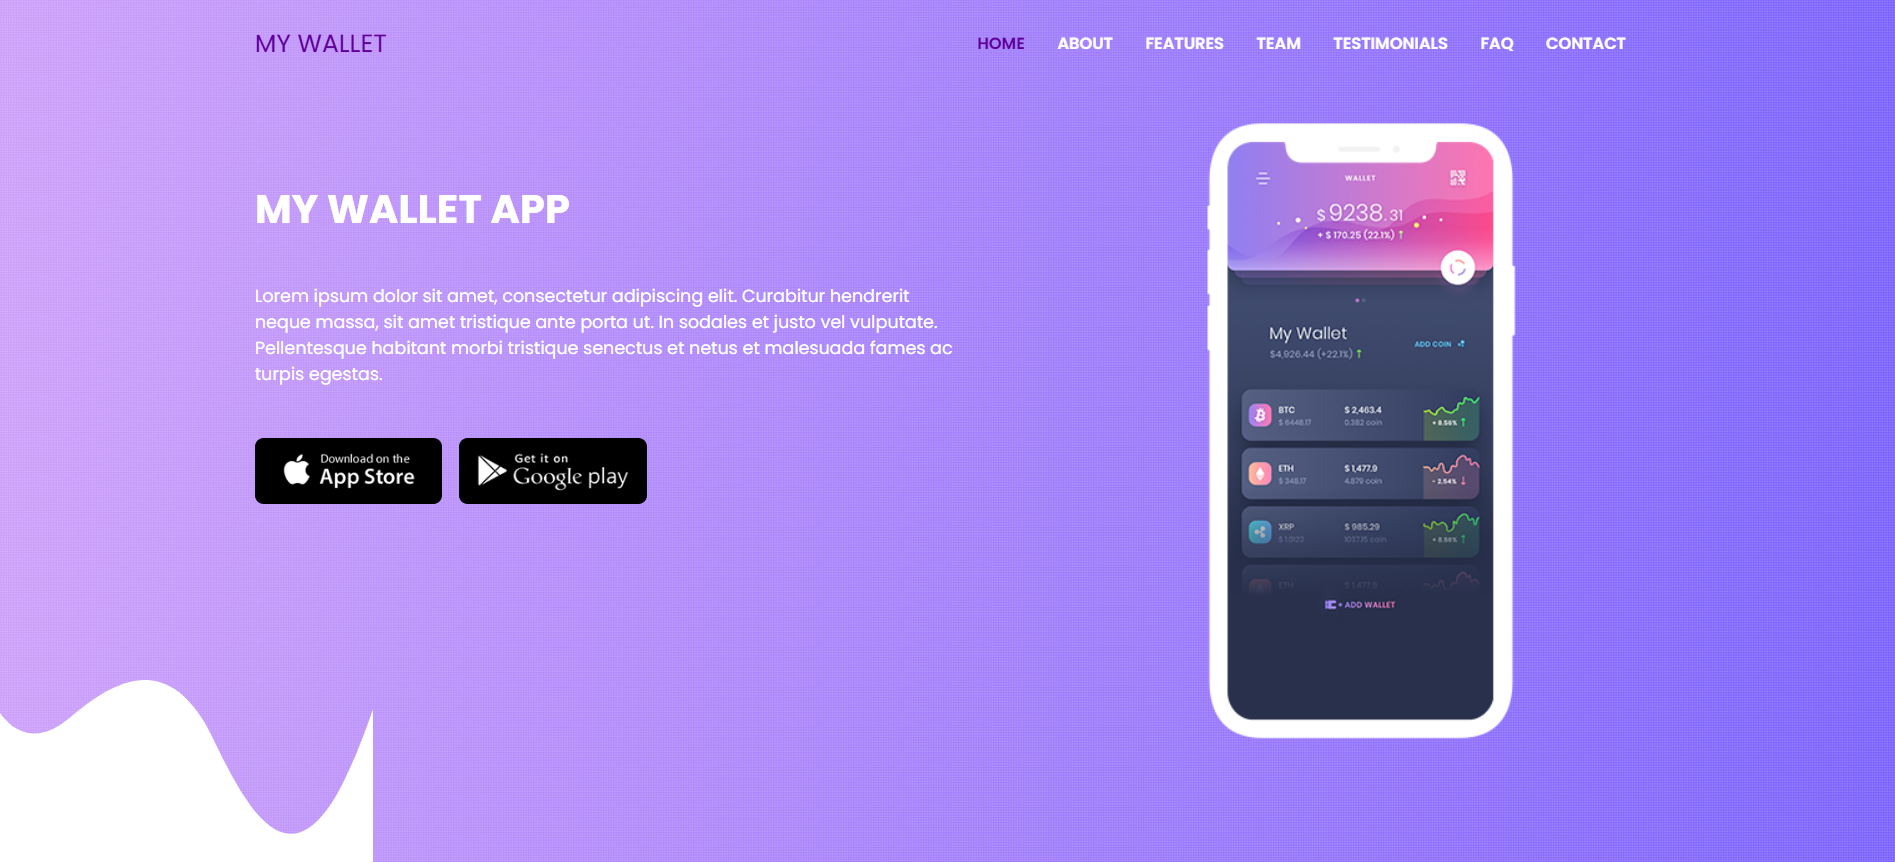 MY WALLET
HOME ABOUT FEATURES TEAM TESTIMONIALS FAQ CONTACT
MY WALLET APP
Lorem ipsum dolor sit amet, consectetur adipiscing elit. Curabitur hendrerit
neque massa, sit amet tristique ante porta ut. In sodales et justo vel vulputate.
Pellentesque habitant morbi tristique senectus et netus et malesuada fames ac
turpis egestas.
Download on the
App Store
Get it on
Google play
WALLET
$ 9238.31
+ $ 170.25 (22.1%)
My Wallet
$4,926.44 (+22.1%)
ADD COIN
BTC $ 2,463.4
$ 6448.17 0.382 coin + 8.56%
ETH $ 1,477.9
$ 348.17 4.879 coin - 2.54%
XRP $ 985.29
$ 1.0123 1037.15 coin + 8.56%
ETH $ 1,477.9
+ ADD WALLET